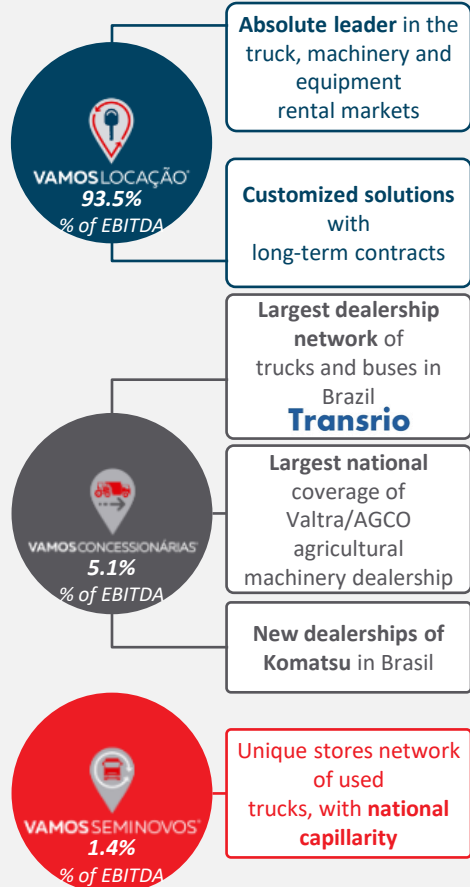 Absolute leader in the
truck, machinery and
equipment
rental markets
VAMOS LOCAÇÃO
93.5%
% of EBITDA
Customized solutions
with
long-term contracts
Largest dealership
network of
trucks and buses in
Brazil
Transrio
Largest national
coverage of
Valtra/AGCO
agricultural
machinery dealership
VAMOS CONCESSIONÁRIAS
5.1%
% of EBITDA
New dealerships of
Komatsu in Brasil
Unique stores network
of used
trucks, with national
capillarity
VAMOS SEMINOVOS
1.4%
% of EBITDA